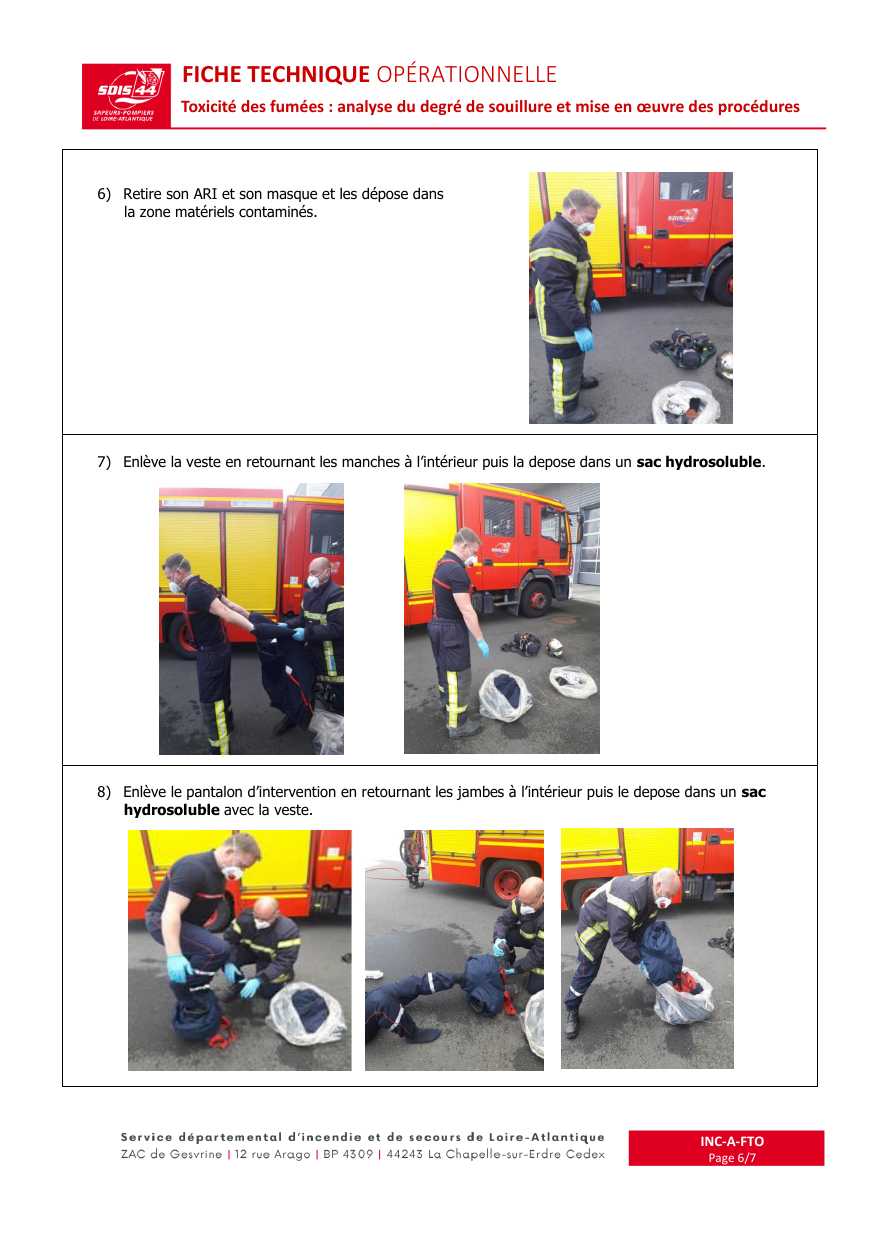 SDIS 44
SAPEURS-POMPIERS
DE LOIRE-ATLANTIQUE
FICHE TECHNIQUE OPÉRATIONNELLE
Toxicité des fumées : analyse du degré de souillure et mise en œuvre des procédures
6) Retire son ARI et son masque et les dépose dans
la zone matériels contaminés.
SDIS 44
7) Enlève la veste en retournant les manches à l’intérieur puis la depose dans un sac hydrosoluble.
SDIS 44
8) Enlève le pantalon d’intervention en retournant les jambes à l’intérieur puis le depose dans un sac
hydrosoluble avec la veste.
Service départemental d’incendie et de secours de Loire-Atlantique
ZAC de Gesvrine | 12 rue Arago | BP 4309 | 44243 La Chapelle-sur-Erdre Cedex
INC-A-FTO
Page 6/7